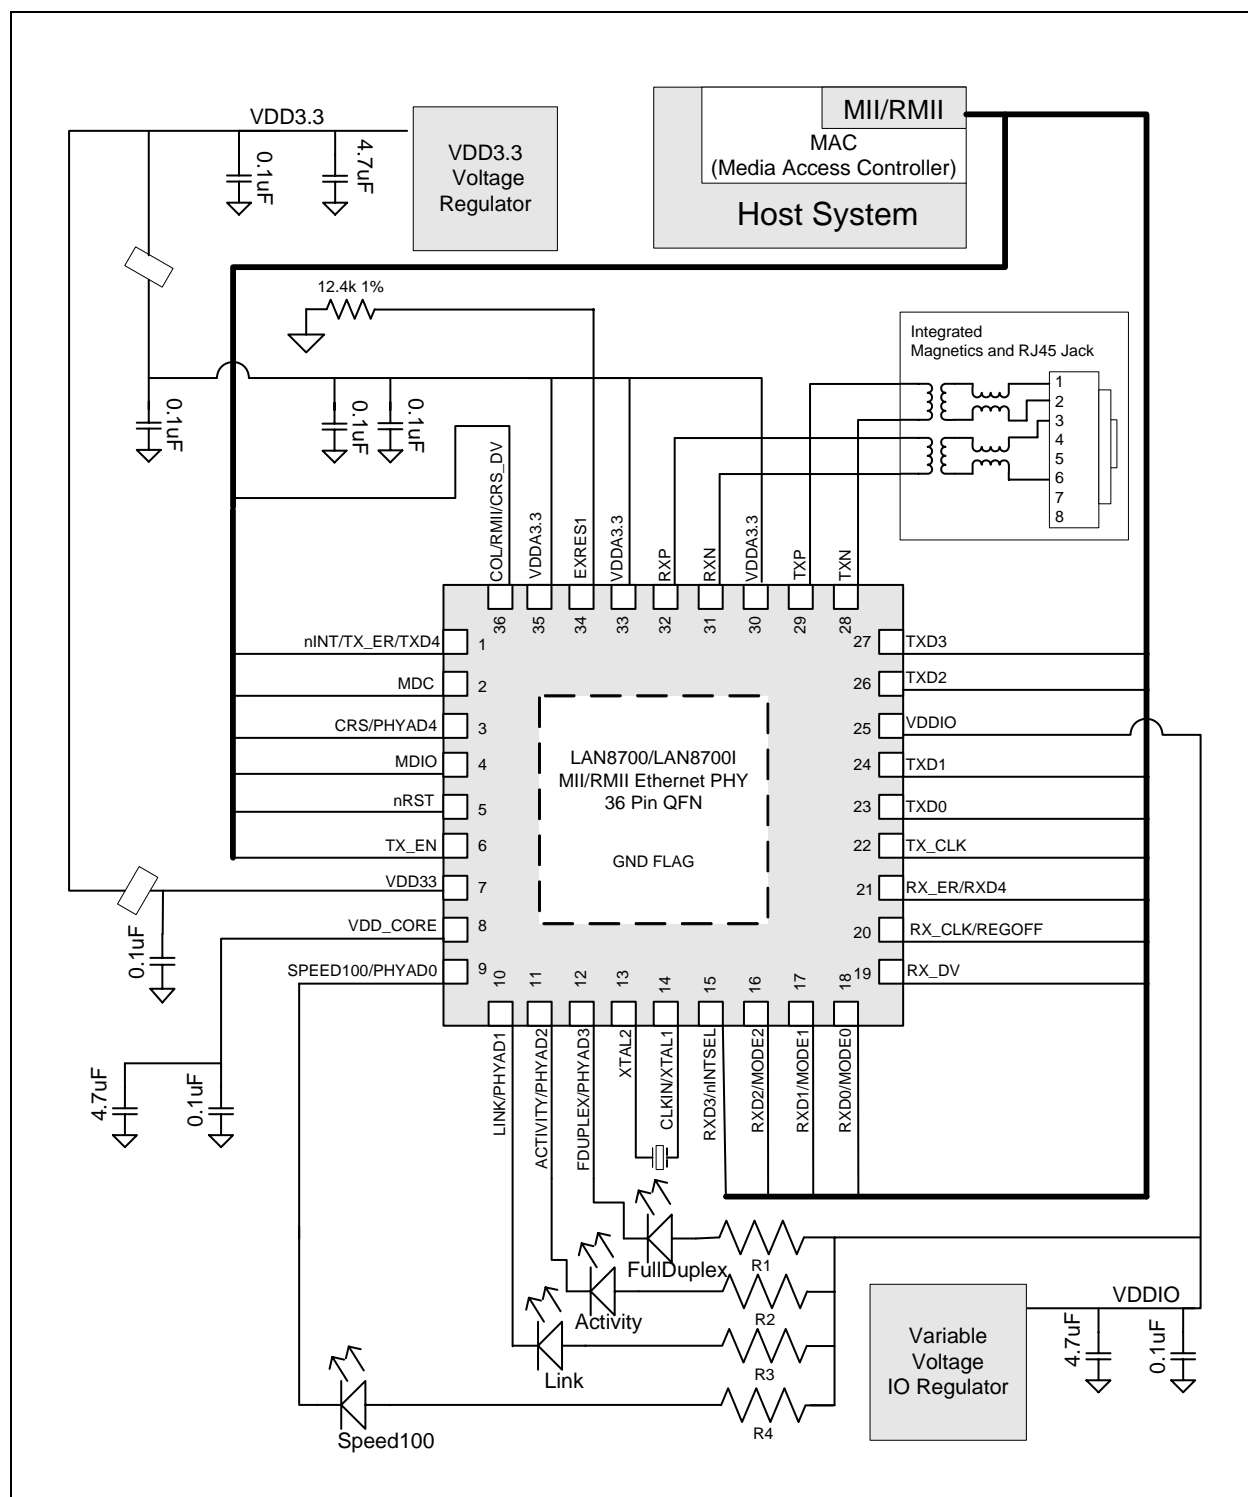 VDD3.3
0.1uF
4.7uF
VDD3.3
Voltage
Regulator
MII/RMII
MAC
(Media Access Controller)
Host System
12.4k 1%
Integrated
Magnetics and RJ45 Jack
1
2
3
4
5
6
7
8
0.1uF
0.1uF
0.1uF
COL/RMII/CRS_DV
VDDA3.3
EXRES1
VDDA3.3
RXP
RXN
VDDA3.3
TXP
TXN
36
35
34
33
32
31
30
29
28
nINT/TX_ER/TXD4
1
MDC
2
CRS/PHYAD4
3
MDIO
4
nRST
5
TX_EN
6
VDD33
7
VDD_CORE
8
SPEED100/PHYAD0
9
LAN8700/LAN8700I
MII/RMII Ethernet PHY
36 Pin QFN
GND FLAG
27
TXD3
26
TXD2
25
VDDIO
24
TXD1
23
TXD0
22
TX_CLK
21
RX_ER/RXD4
20
RX_CLK/REGOFF
19
RX_DV
10
11
12
13
14
15
16
17
18
LINK/PHYAD1
ACTIVITY/PHYAD2
FDUPLEX/PHYAD3
XTAL2
CLKIN/XTAL1
RXD3/nINTSEL
RXD2/MODE2
RXD1/MODE1
RXD0/MODE0
0.1uF
4.7uF
0.1uF
FullDuplex
R1
Activity
R2
Link
R3
Speed100
R4
Variable
Voltage
IO Regulator
VDDIO
4.7uF
0.1uF